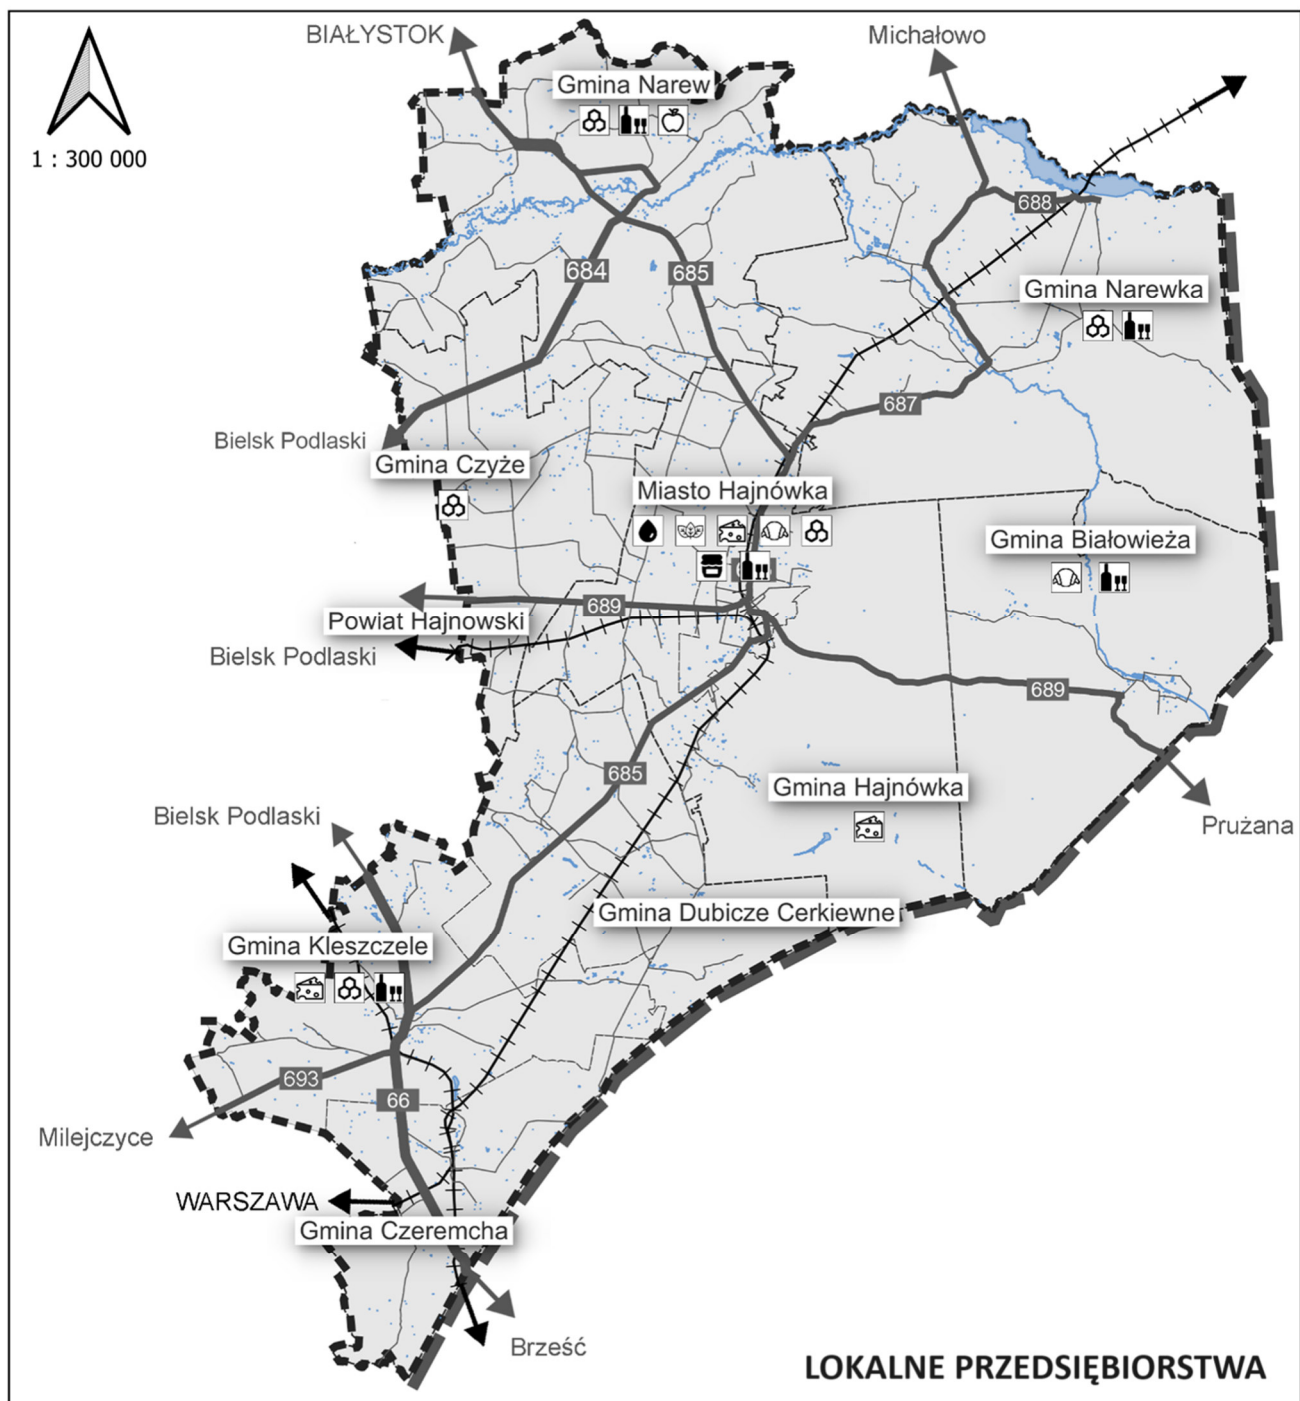 BIAŁYSTOK
Michałowo
Gmina Narew
1 : 300 000
688
684
685
Gmina Narewka
687
Bielsk Podlaski
Gmina Czyże
Miasto Hajnówka
Gmina Białowieża
689
Powiat Hajnowski
Bielsk Podlaski
689
685
Gmina Hajnówka
Bielsk Podlaski
Prużana
Gmina Dubicze Cerkiewne
Gmina Kleszczele
693
66
Milejczyce
WARSZAWA
Gmina Czeremcha
Brześć
LOKALNE PRZEDSIĘBIORSTWA